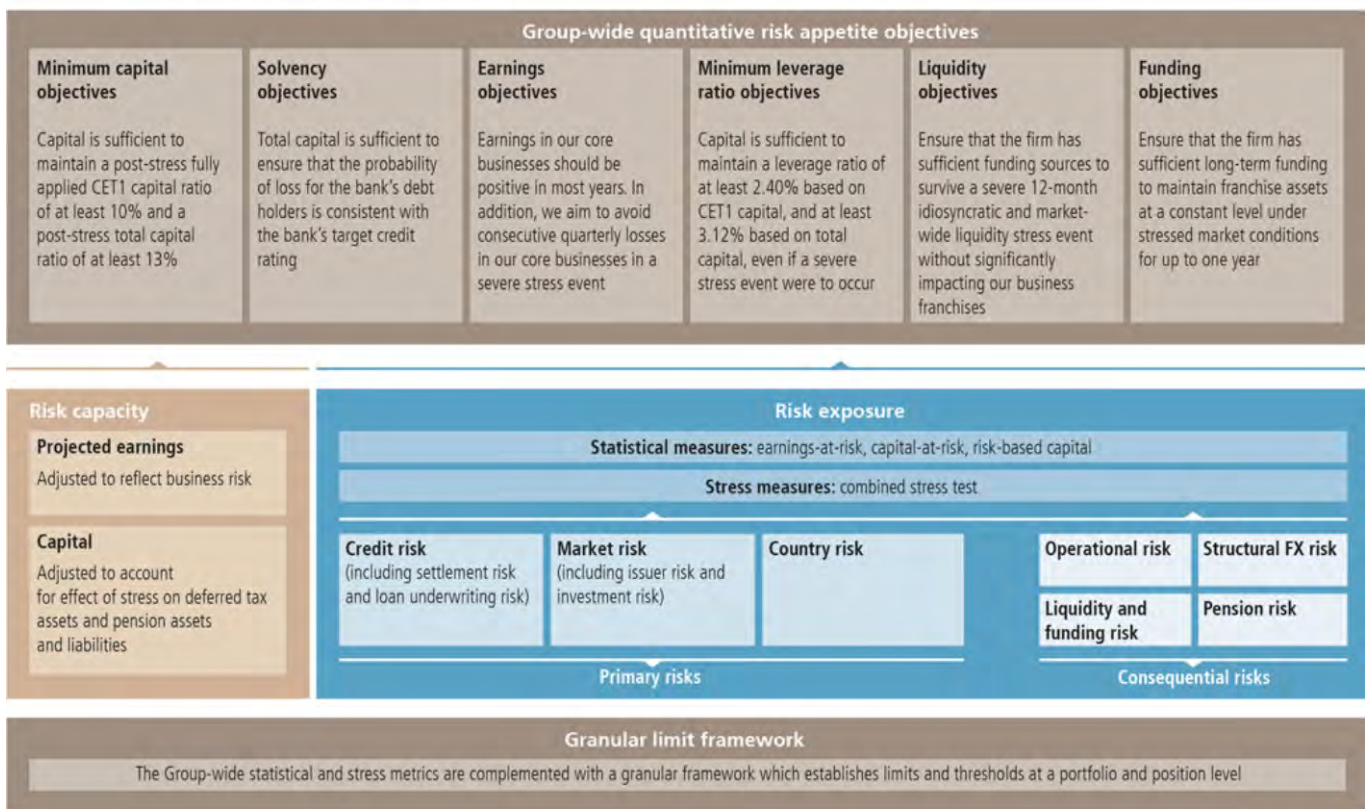 Group-wide quantitative risk appetite objectives
Minimum capital
objectives
Capital is sufficient to
maintain a post-stress fully
applied CET1 capital ratio
of at least 10% and a
post-stress total capital
ratio of at least 13%
Solvency
objectives
Total capital is sufficient to
ensure that the probability
of loss for the bank's debt
holders is consistent with
the bank's target credit
rating
Earnings
objectives
Earnings in our core
businesses should be
positive in most years. In
addition, we aim to avoid
consecutive quarterly losses
in our core businesses in a
severe stress event
Minimum leverage
ratio objectives
Capital is sufficient to
maintain a leverage ratio of
at least 2.40% based on
CET1 capital, and at least
3.12% based on total
capital, even if a severe
stress event were to occur
Liquidity
objectives
Ensure that the firm has
sufficient funding sources to
survive a severe 12-month
idiosyncratic and market-
wide liquidity stress event
without significantly
impacting our business
franchises
Funding
objectives
Ensure that the firm has
sufficient long-term funding
to maintain franchise assets
at a constant level under
stressed market conditions
for up to one year
Risk capacity
Projected earnings
Adjusted to reflect business risk
Capital
Adjusted to account
for effect of stress on deferred tax
assets and pension assets
and liabilities
Risk exposure
Statistical measures: earnings-at-risk, capital-at-risk, risk-based capital
Stress measures: combined stress test
Credit risk
(including settlement risk
and loan underwriting risk)
Market risk
(including issuer risk and
investment risk)
Country risk
Primary risks
Operational risk
Structural FX risk
Liquidity and
funding risk
Pension risk
Consequential risks
Granular limit framework
The Group-wide statistical and stress metrics are complemented with a granular framework which establishes limits and thresholds at a portfolio and position level